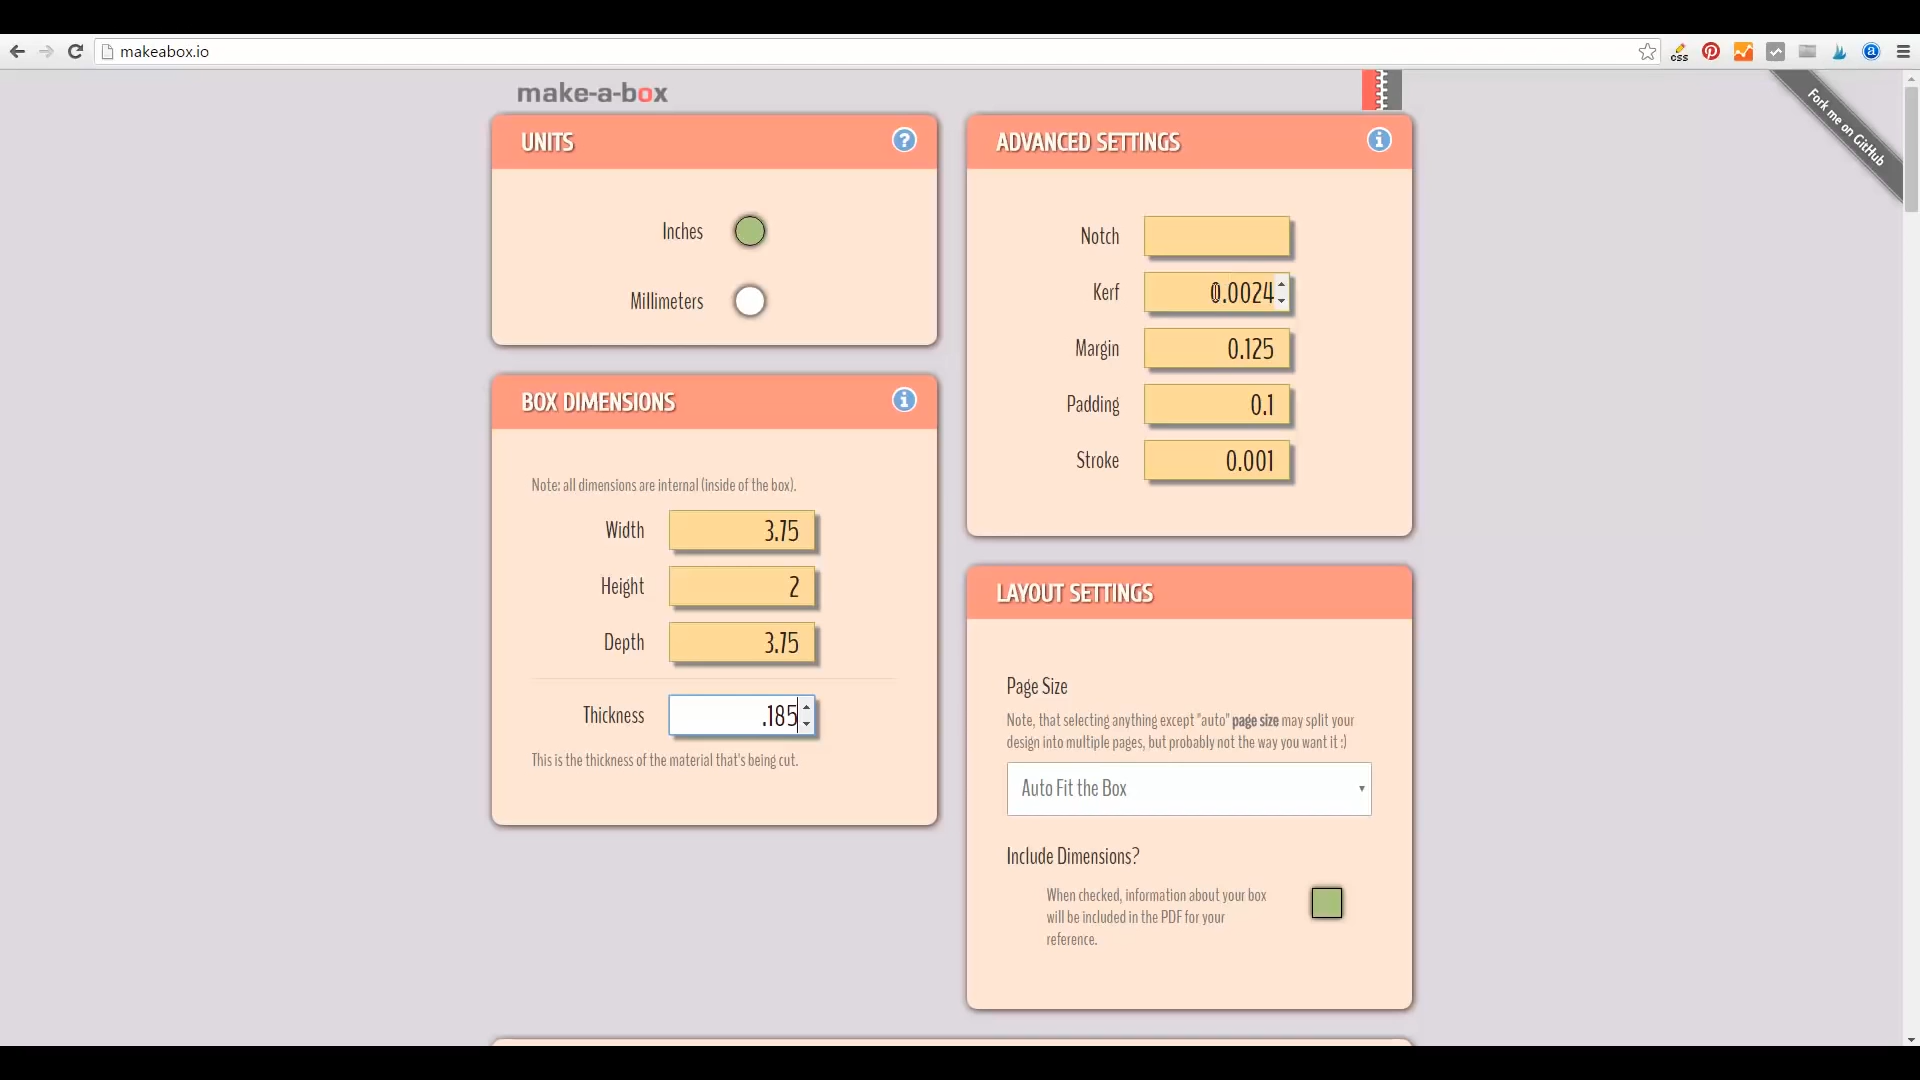 makeabox.io
css
make-a-box
Fork me on GitHub
UNITS
Inches
Millimeters
BOX DIMENSIONS
Note: all dimensions are internal (inside of the box).
Width 3.75
Height 2
Depth 3.75
Thickness .185
This is the thickness of the material that's being cut.
ADVANCED SETTINGS
Notch
Kerf 0.0024
Margin 0.125
Padding 0.1
Stroke 0.001
LAYOUT SETTINGS
Page Size
Note, that selecting anything except "auto" page size may split your
design into multiple pages, but probably not the way you want it :)
Auto Fit the Box
Include Dimensions?
When checked, information about your box
will be included in the PDF for your
reference.